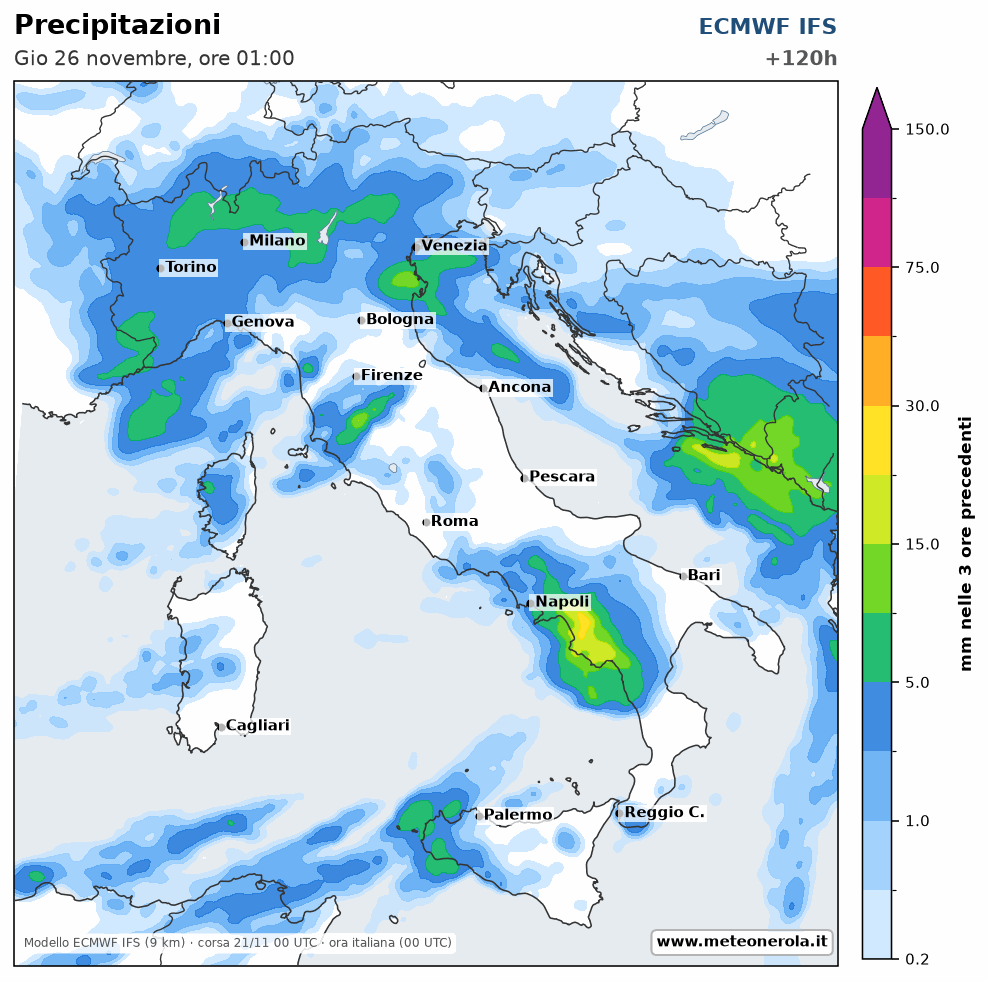 Precipitazioni
ECMWF IFS
Gio 26 novembre, ore 01:00
+120h
150.0
75.0
30.0
15.0
5.0
1.0
0.2
mm nelle 3 ore precedenti
Venezia
Milano
Torino
Bologna
Genova
Firenze
Ancona
Pescara
Roma
Bari
Napoli
Cagliari
Palermo
Reggio C.
Modello ECMWF IFS (9 km) · corsa 21/11 00 UTC · ora italiana (00 UTC)
www.meteonerola.it